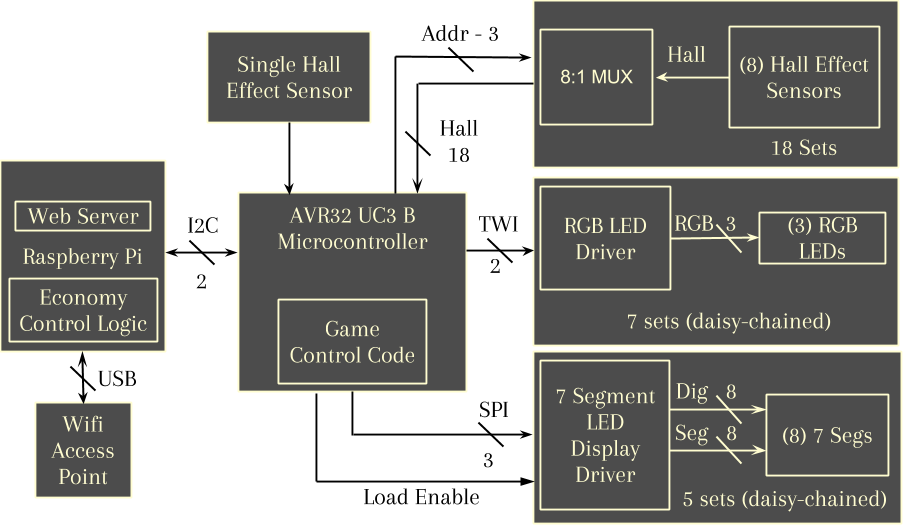 Addr - 3
Single Hall
Effect Sensor
8:1 MUX
Hall
(8) Hall Effect
Sensors
Hall
18
18 Sets
Web Server
Raspberry Pi
Economy
Control Logic
I2C
2
AVR32 UC3 B
Microcontroller
Game
Control Code
TWI
2
RGB LED
Driver
RGB
3
(3) RGB
LEDs
7 sets (daisy-chained)
USB
Wifi
Access
Point
SPI
3
Load Enable
7 Segment
LED
Display
Driver
Dig
8
Seg
8
(8) 7 Segs
5 sets (daisy-chained)